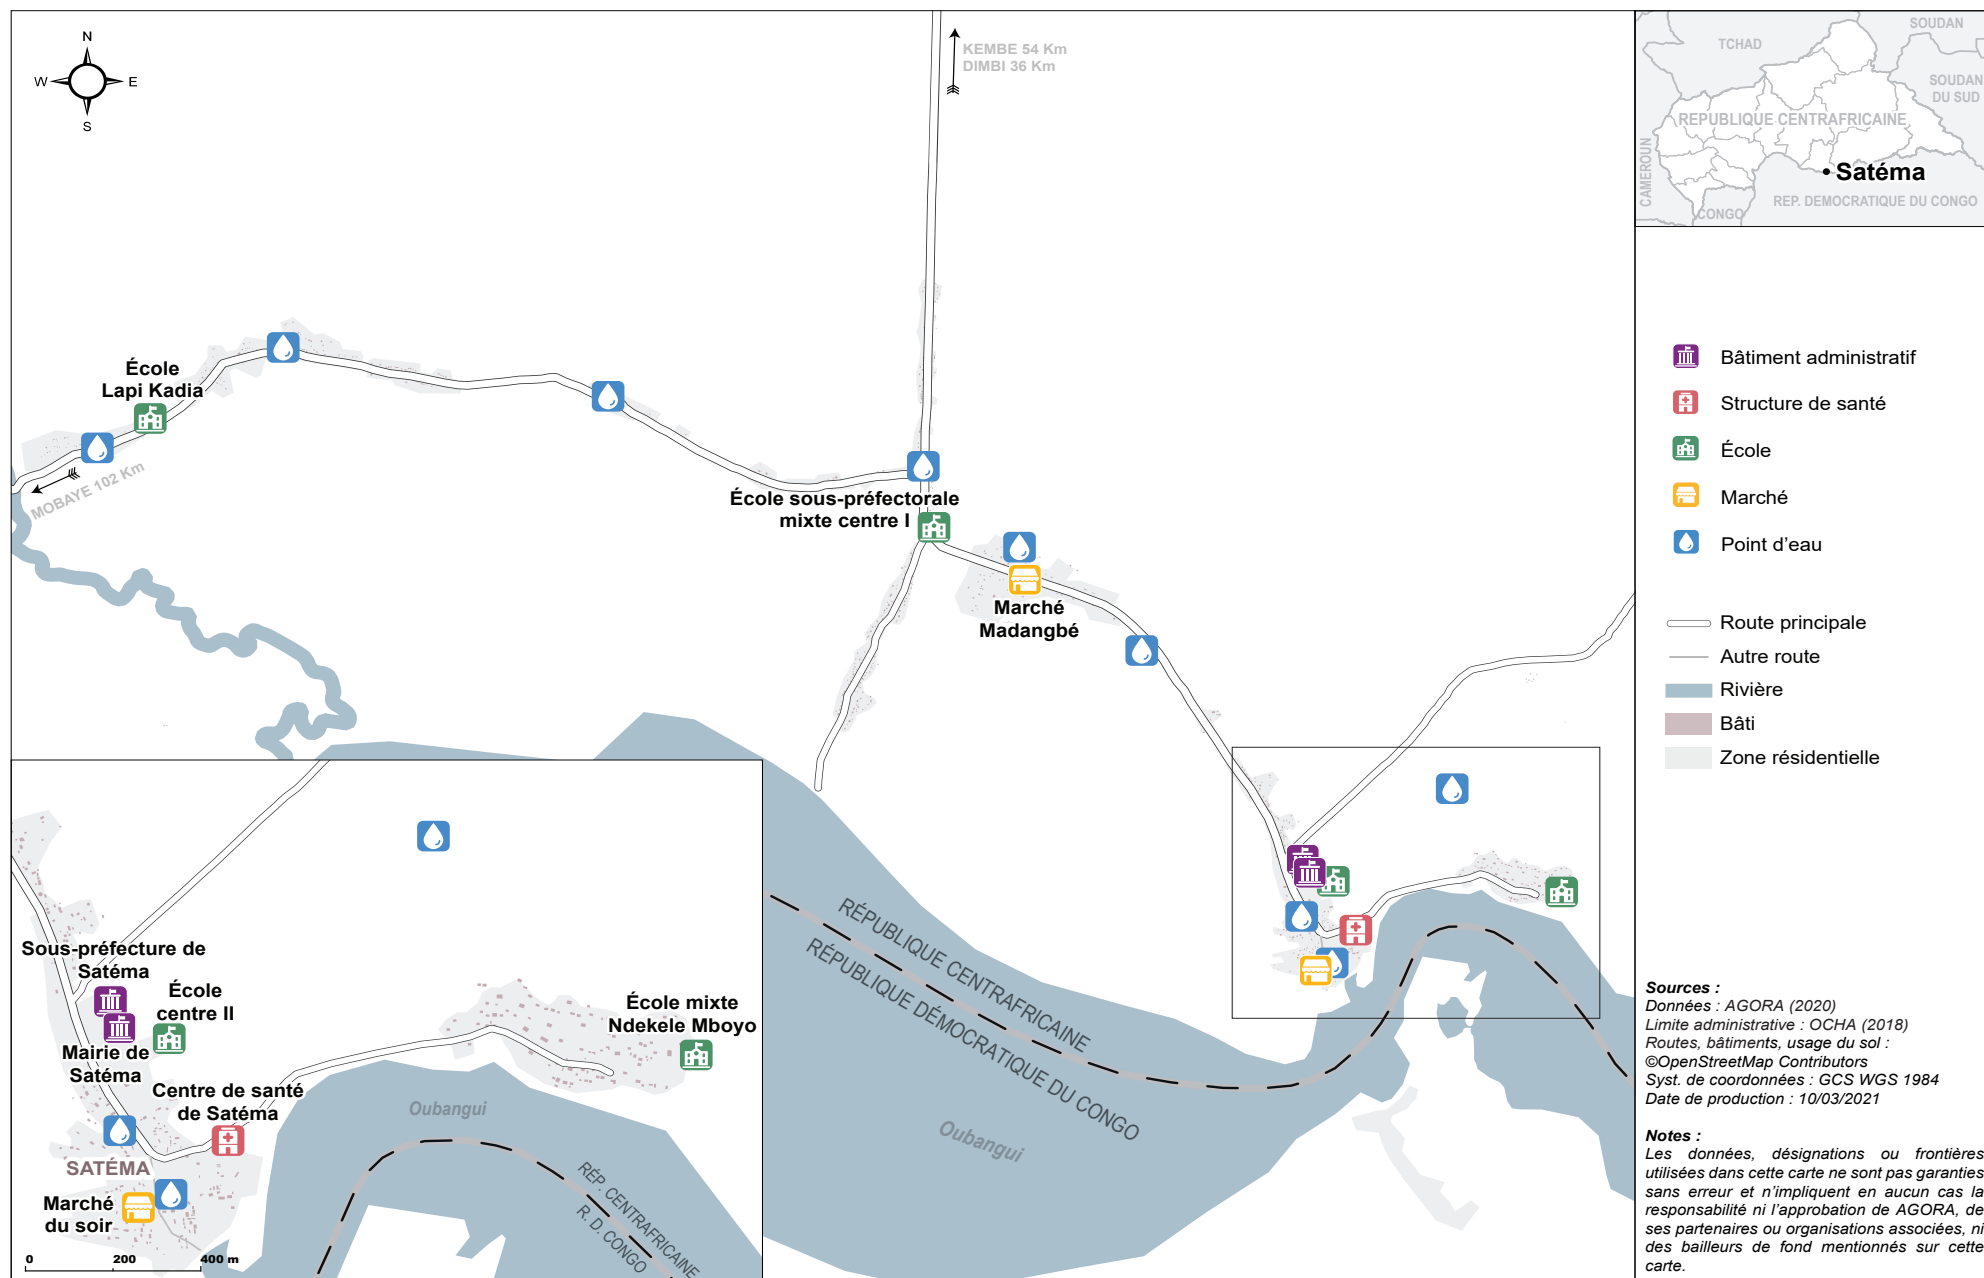 N
W
E
S
KEMBE 54 Km
DIMBI 36 Km
École
Lapi Kadia
MOBAYE 102 Km
École sous-préfectorale
mixte centre I
Marché
Madangbé
RÉPUBLIQUE CENTRAFRICAINE
RÉPUBLIQUE DÉMOCRATIQUE DU CONGO
Oubangui
Sous-préfecture de
Satéma
École
centre II
Mairie de
Satéma
École mixte
Ndekele Mboyo
Centre de santé
de Satéma
Oubangui
SATÉMA
Marché
du soir
RÉP. CENTRAFRICAINE
R. D. CONGO
0 200 400 m
SOUDAN
TCHAD
SOUDAN
DU SUD
REPUBLIQUE CENTRAFRICAINE
CAMEROUN
Satéma
REP. DEMOCRATIQUE DU CONGO
CONGO
Bâtiment administratif
Structure de santé
École
Marché
Point d'eau
Route principale
Autre route
Rivière
Bâti
Zone résidentielle
Sources :
Données : AGORA (2020)
Limite administrative : OCHA (2018)
Routes, bâtiments, usage du sol :
©OpenStreetMap Contributors
Syst. de coordonnées : GCS WGS 1984
Date de production : 10/03/2021
Notes :
Les données, désignations ou frontières
utilisées dans cette carte ne sont pas garanties
sans erreur et n'impliquent en aucun cas la
responsabilité ni l'approbation de AGORA, de
ses partenaires ou organisations associées, ni
des bailleurs de fond mentionnés sur cette
carte.